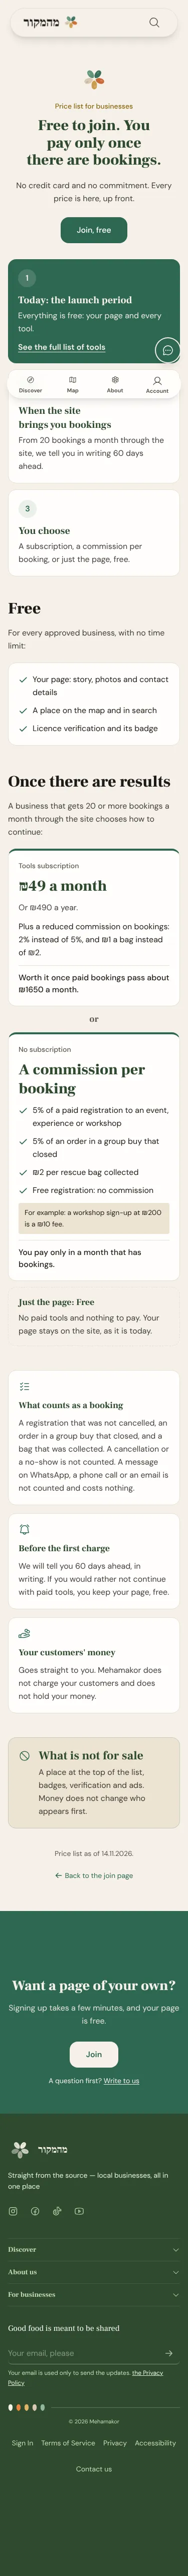 מהמקור
Price list for businesses
Free to join. You
pay only once
there are bookings.
No credit card and no commitment. Every
price is here, up front.
Join, free
1
Today: the launch period
Everything is free: your page and every
tool.
See the full list of tools
Discover
Map
About
Account
When the site
brings you bookings
From 20 bookings a month through the
site, we tell you in writing 60 days
ahead.
3
You choose
A subscription, a commission per
booking, or just the page, free.
Free
For every approved business, with no time
limit:
Your page: story, photos and contact
details
A place on the map and in search
Licence verification and its badge
Once there are results
A business that gets 20 or more bookings a
month through the site chooses how to
continue:
Tools subscription
₪49 a month
Or ₪490 a year.
Plus a reduced commission on bookings:
2% instead of 5%, and ₪1 a bag instead
of ₪2.
Worth it once paid bookings pass about
₪1650 a month.
or
No subscription
A commission per
booking
5% of a paid registration to an event,
experience or workshop
5% of an order in a group buy that
closed
₪2 per rescue bag collected
Free registration: no commission
For example: a workshop sign-up at ₪200
is a ₪10 fee.
You pay only in a month that has
bookings.
Just the page: Free
No paid tools and nothing to pay. Your
page stays on the site, as it is today.
What counts as a booking
A registration that was not cancelled, an
order in a group buy that closed, and a
bag that was collected. A cancellation or
a no-show is not counted. A message
on WhatsApp, a phone call or an email is
not counted and costs nothing.
Before the first charge
We will tell you 60 days ahead, in
writing. If you would rather not continue
with paid tools, you keep your page, free.
Your customers' money
Goes straight to you. Mehamakor does
not charge your customers and does
not hold your money.
What is not for sale
A place at the top of the list,
badges, verification and ads.
Money does not change who
appears first.
Price list as of 14.11.2026.
← Back to the join page
Want a page of your own?
Signing up takes a few minutes, and your page
is free.
Join
A question first? Write to us
מהמקור
Straight from the source — local businesses, all in
one place
Discover
About us
For businesses
Good food is meant to be shared
Your email, please
Your email is used only to send the updates. the Privacy
Policy
© 2026 Mehamakor
Sign In Terms of Service Privacy Accessibility
Contact us